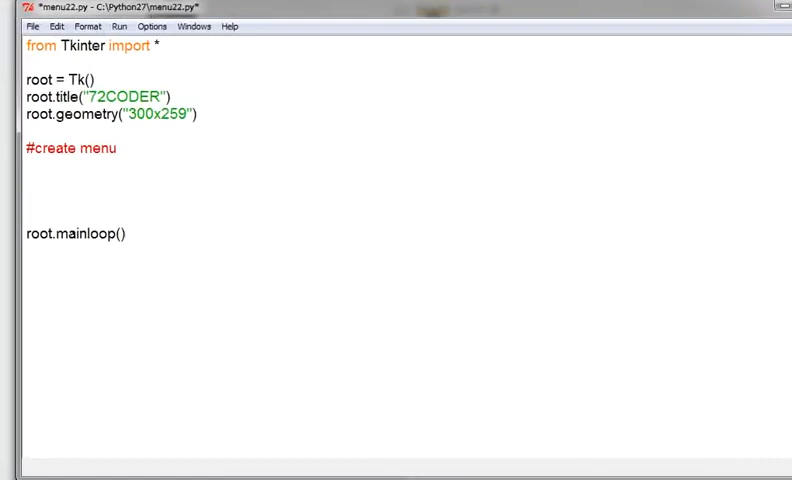 *menu22.py - C:\Python27\menu22.py*
File Edit Format Run Options Windows Help
from Tkinter import *
root = Tk()
root.title("72CODER")
root.geometry("300x259")
#create menu
root.mainloop()